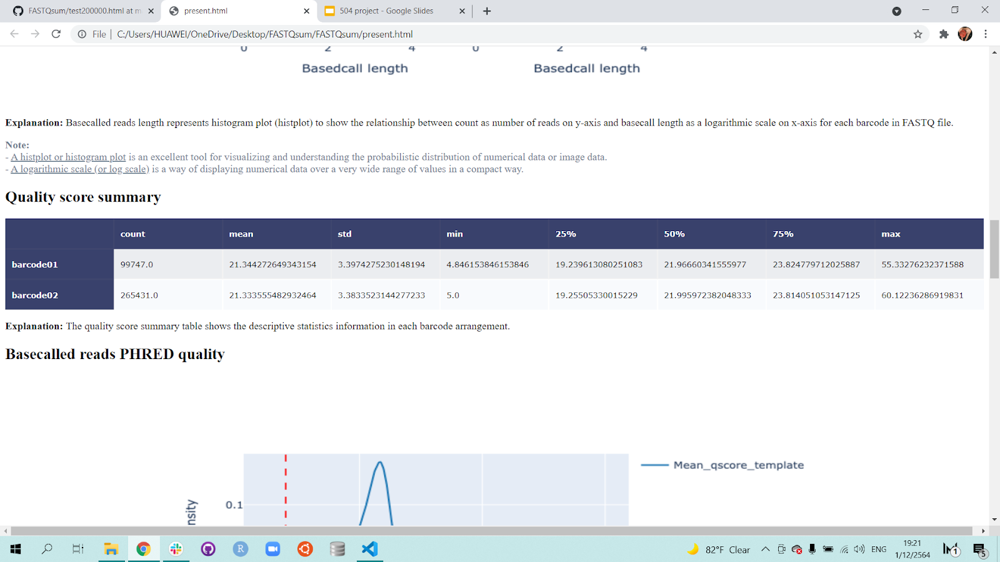 FASTQsum/test200000.html at m
present.html
504 project - Google Slides
File
C:/Users/HUAWEI/OneDrive/Desktop/FASTQsum/FASTQsum/present.html
0 2 4 0 2 4
Basedcall length Basedcall length
Explanation: Basecalled reads length represents histogram plot (histplot) to show the relationship between count as number of reads on y-axis and basecall length as a logarithmic scale on x-axis for each barcode in FASTQ file.
Note:
- A histplot or histogram plot is an excellent tool for visualizing and understanding the probabilistic distribution of numerical data or image data.
- A logarithmic scale (or log scale) is a way of displaying numerical data over a very wide range of values in a compact way.
Quality score summary
count mean std min 25% 50% 75% max
barcode01 99747.0 21.344272649343154 3.3974275230148194 4.846153846153846 19.239613080251083 21.96660341555977 23.824779712025887 55.33276232371588
barcode02 265431.0 21.333555482932464 3.3833523144277233 5.0 19.25505330015229 21.995972382048333 23.814051053147125 60.12236286919831
Explanation: The quality score summary table shows the descriptive statistics information in each barcode arrangement.
Basecalled reads PHRED quality
Mean_qscore_template
0.1
nsity
82°F Clear
ENG
19:21
1/12/2564
1
5